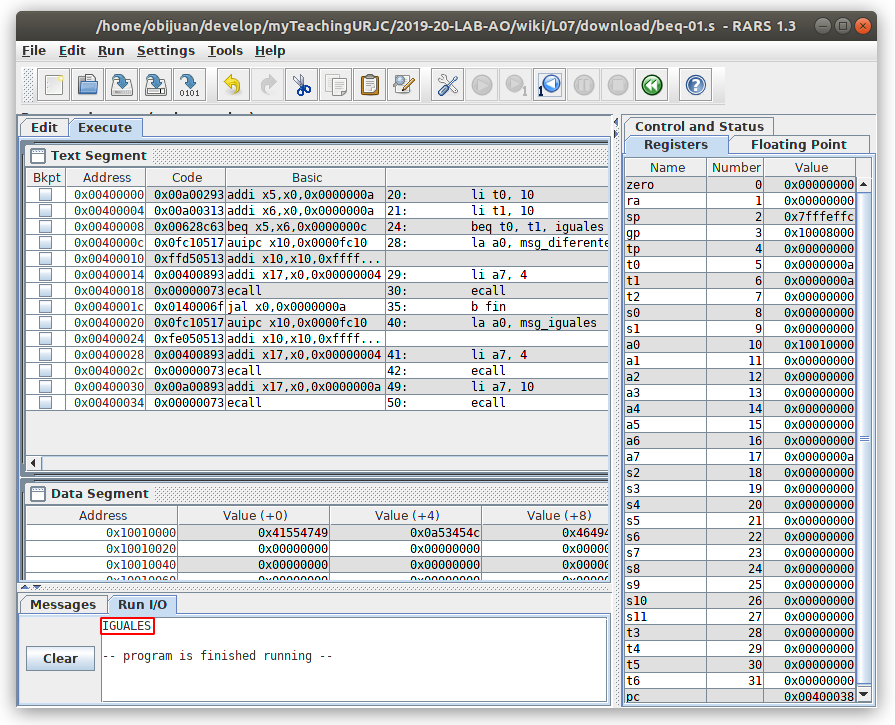 /home/obijuan/develop/myTeachingURJC/2019-20-LAB-AO/wiki/L07/download/beq-01.s - RARS 1.3
File Edit Run Settings Tools Help
Edit Execute
Text Segment
Bkpt Address Code Basic
0x00400000 0x00a00293 addi x5,x0,0x0000000a 20: li t0, 10
0x00400004 0x00a00313 addi x6,x0,0x0000000a 21: li t1, 10
0x00400008 0x00628c63 beq x5,x6,0x0000000c 24: beq t0, t1, iguales
0x0040000c 0x0fc10517 auipc x10,0x0000fc10 28: la a0, msg_diferente
0x00400010 0xffd50513 addi x10,x10,0xffff...
0x00400014 0x00400893 addi x17,x0,0x00000004 29: li a7, 4
0x00400018 0x00000073 ecall 30: ecall
0x0040001c 0x0140006f jal x0,0x0000000a 35: b fin
0x00400020 0x0fc10517 auipc x10,0x0000fc10 40: la a0, msg_iguales
0x00400024 0xfe050513 addi x10,x10,0xffff...
0x00400028 0x00400893 addi x17,x0,0x00000004 41: li a7, 4
0x0040002c 0x00000073 ecall 42: ecall
0x00400030 0x00a00893 addi x17,x0,0x0000000a 49: li a7, 10
0x00400034 0x00000073 ecall 50: ecall
Data Segment
Address Value (+0) Value (+4) Value (+8)
0x10010000 0x41554749 0x0a53454c 0x46494
0x10010020 0x00000000 0x00000000 0x0000
0x10010040 0x00000000 0x00000000 0x0000
0x10010060 0x00000000 0x00000000 0x0000
Messages Run I/O
IGUALES
-- program is finished running --
Clear
Control and Status
Registers Floating Point
Name Number Value
zero 0 0x00000000
ra 1 0x00000000
sp 2 0x7fffeffc
gp 3 0x10008000
tp 4 0x00000000
t0 5 0x0000000a
t1 6 0x0000000a
t2 7 0x00000000
s0 8 0x00000000
s1 9 0x00000000
a0 10 0x10010000
a1 11 0x00000000
a2 12 0x00000000
a3 13 0x00000000
a4 14 0x00000000
a5 15 0x00000000
a6 16 0x00000000
a7 17 0x0000000a
s2 18 0x00000000
s3 19 0x00000000
s4 20 0x00000000
s5 21 0x00000000
s6 22 0x00000000
s7 23 0x00000000
s8 24 0x00000000
s9 25 0x00000000
s10 26 0x00000000
s11 27 0x00000000
t3 28 0x00000000
t4 29 0x00000000
t5 30 0x00000000
t6 31 0x00000000
pc 0x00400038